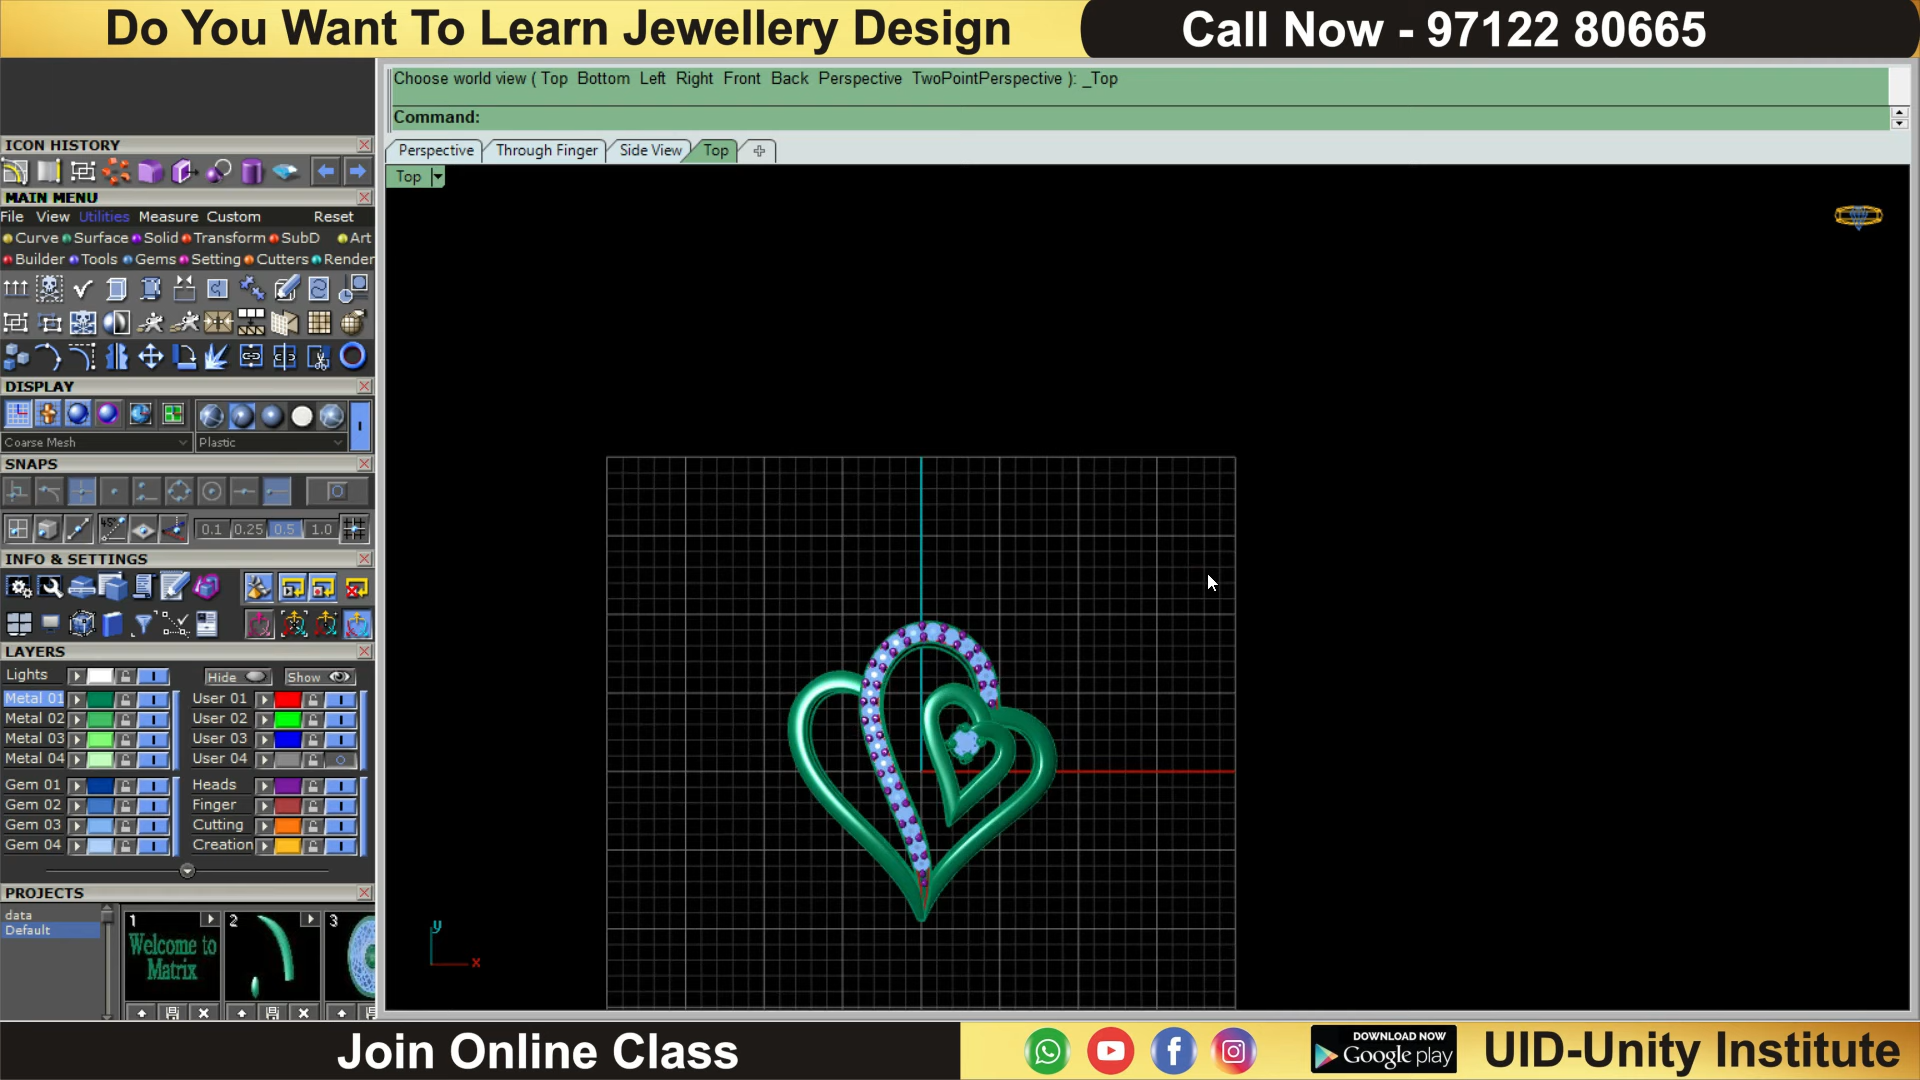 Do You Want To Learn Jewellery Design
Call Now - 97122 80665
Choose world view ( Top Bottom Left Right Front Back Perspective TwoPointPerspective ): _Top
Command:
Perspective Through Finger Side View Top
Top
ICON HISTORY
MAIN MENU
File View Utilities Measure Custom Reset
Curve Surface Solid Transform SubD Art
Builder Tools Gems Setting Cutters Render
DISPLAY
Coarse Mesh Plastic
SNAPS
45°
0.1 0.25 0.5 1.0
INFO & SETTINGS
LAYERS
Lights Hide Show
Metal 01 User 01
Metal 02 User 02
Metal 03 User 03
Metal 04 User 04
Gem 01 Heads
Gem 02 Finger
Gem 03 Cutting
Gem 04 Creation
PROJECTS
data
Default
1 2 3
Welcome to
Matrix
y
x
Join Online Class
DOWNLOAD NOW
Google play
UID-Unity Institute